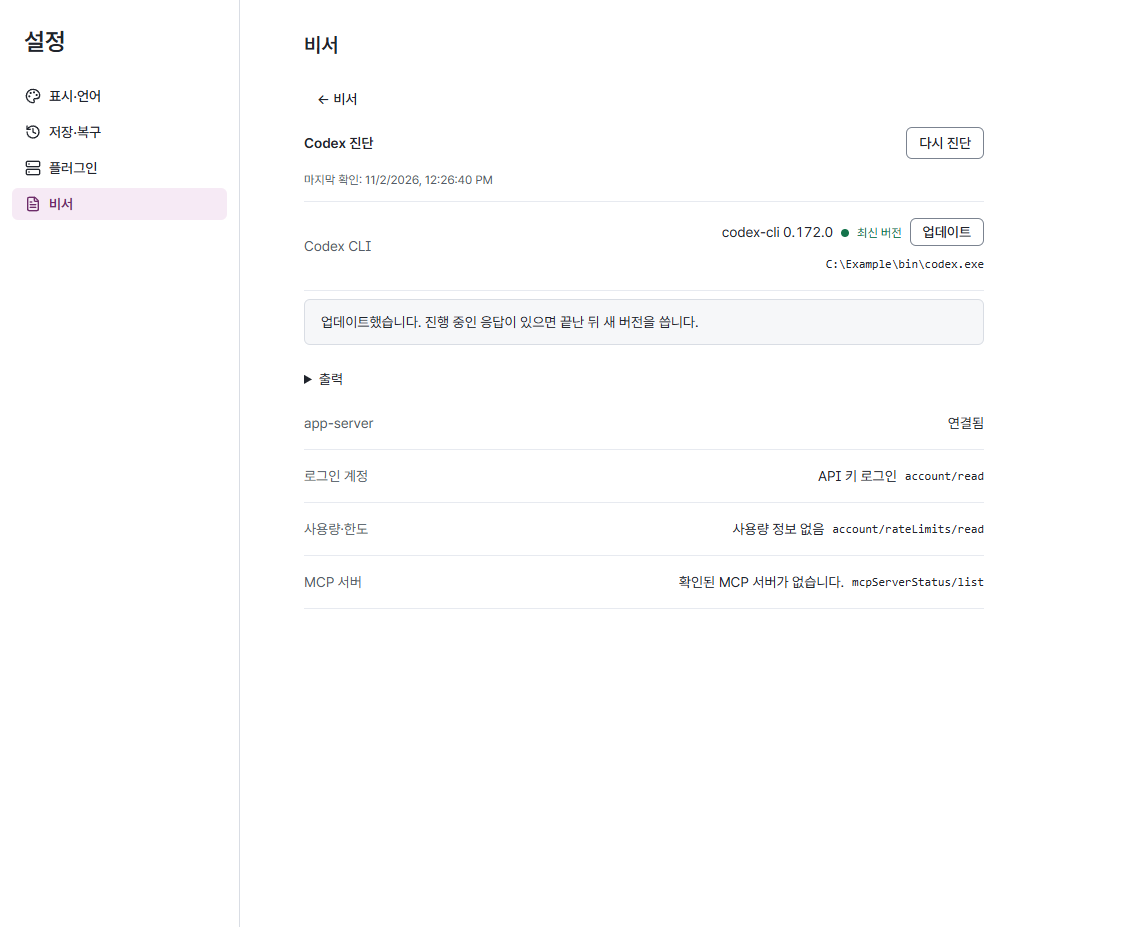 설정
표시·언어
저장·복구
플러그인
비서
비서
← 비서
Codex 진단
다시 진단
마지막 확인: 11/2/2026, 12:26:40 PM
Codex CLI
codex-cli 0.172.0 ● 최신 버전 업데이트
C:\Example\bin\codex.exe
업데이트했습니다. 진행 중인 응답이 있으면 끝난 뒤 새 버전을 씁니다.
▶ 출력
app-server 연결됨
로그인 계정 API 키 로그인 account/read
사용량·한도 사용량 정보 없음 account/rateLimits/read
MCP 서버 확인된 MCP 서버가 없습니다. mcpServerStatus/list